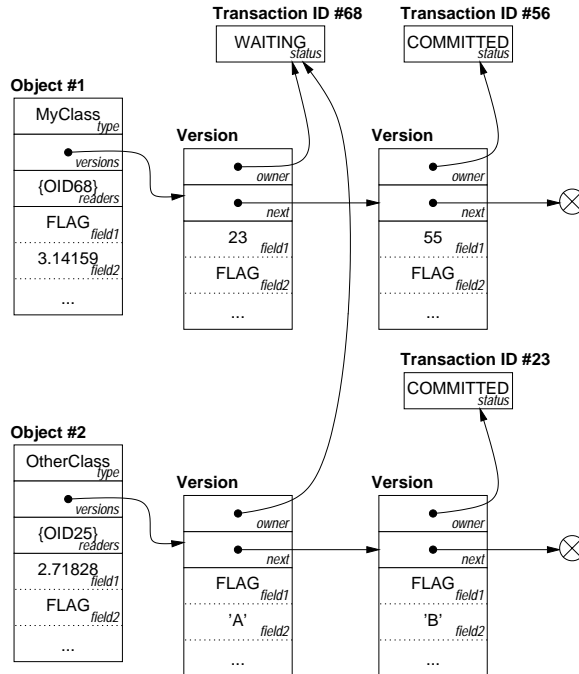 Transaction ID #68
WAITING
status
Transaction ID #56
COMMITTED
status
Object #1
MyClass
type
versions
{OID68}
readers
FLAG
field1
3.14159
field2
...
Version
owner
next
23
field1
FLAG
field2
...
Version
owner
next
55
field1
FLAG
field2
...
Transaction ID #23
COMMITTED
status
Object #2
OtherClass
type
versions
{OID25}
readers
2.71828
field1
FLAG
field2
...
Version
owner
next
FLAG
field1
'A'
field2
...
Version
owner
next
FLAG
field1
'B'
field2
...